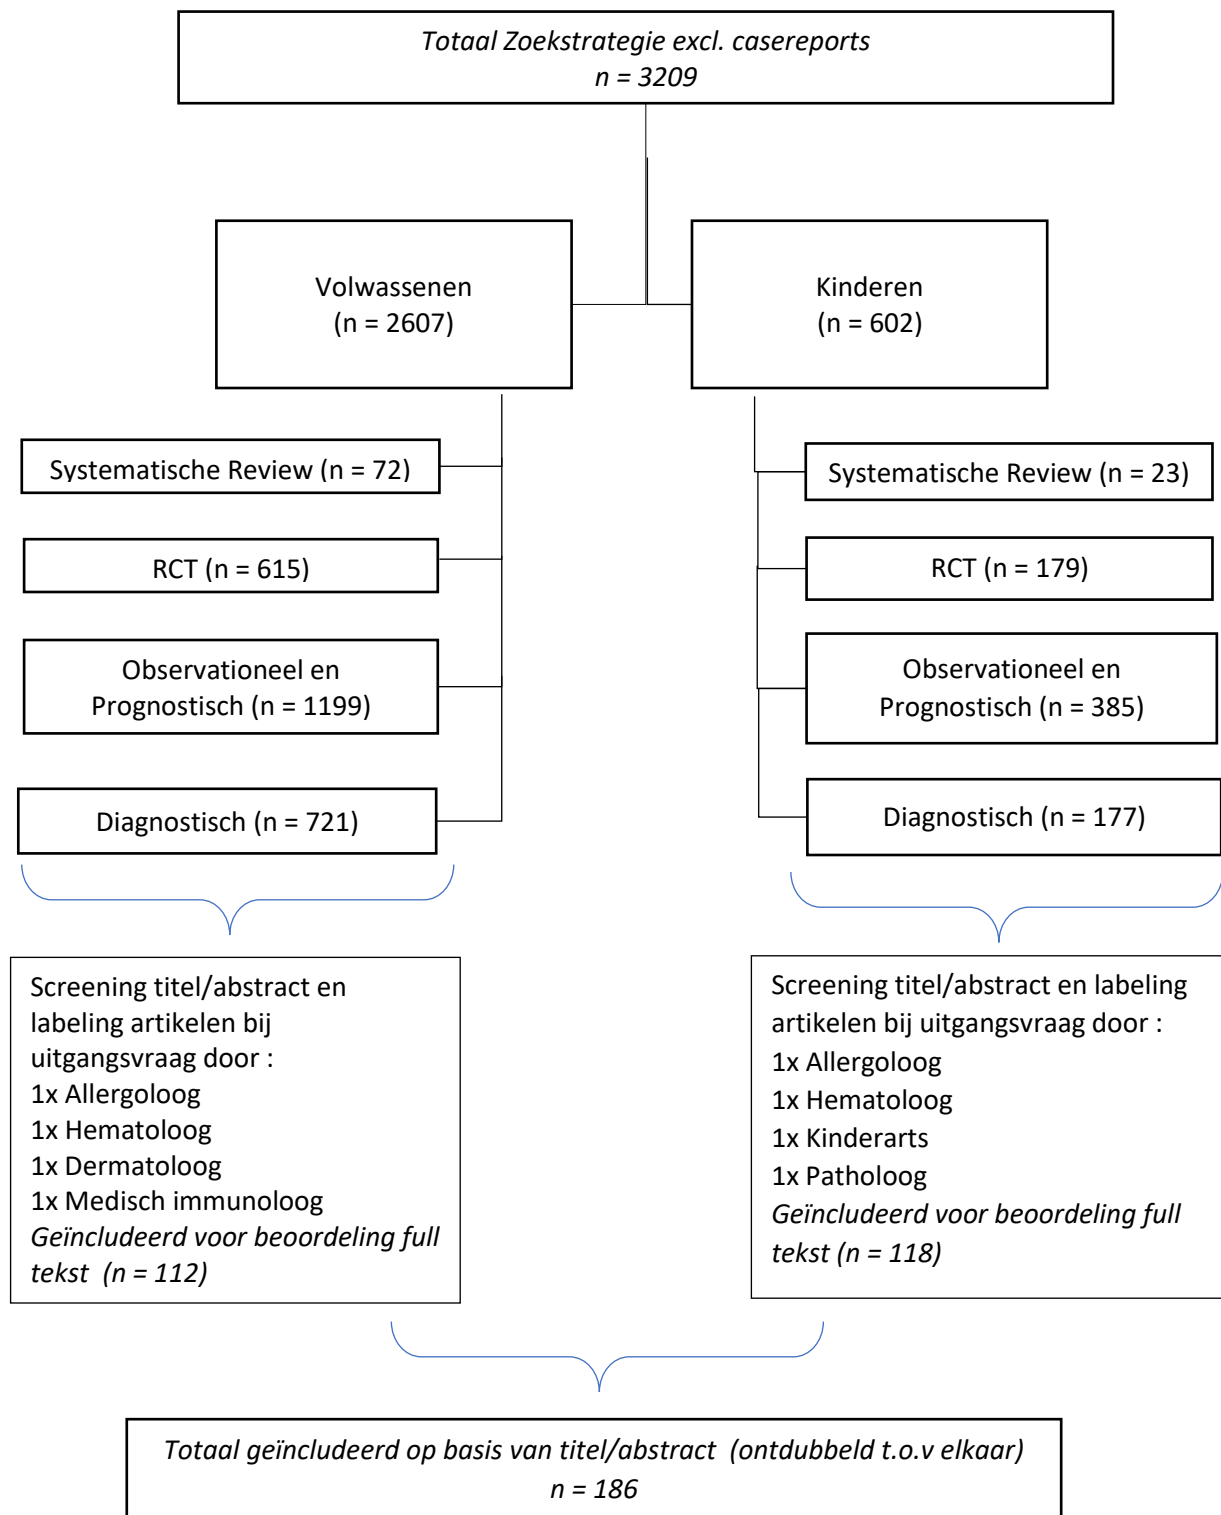 Totaal Zoekstrategie excl. casereports
n = 3209
Volwassenen
(n = 2607)
Kinderen
(n = 602)
Systematische Review (n = 72)
RCT (n = 615)
Observationeel en
Prognostisch (n = 1199)
Diagnostisch (n = 721)
Systematische Review (n = 23)
RCT (n = 179)
Observationeel en
Prognostisch (n = 385)
Diagnostisch (n = 177)
Screening titel/abstract en
labeling artikelen bij
uitgangsvraag door :
1x Allergoloog
1x Hematoloog
1x Dermatoloog
1x Medisch immunoloog
Geïncludeerd voor beoordeling full
tekst  (n = 112)
Screening titel/abstract en labeling
artikelen bij uitgangsvraag door :
1x Allergoloog
1x Hematoloog
1x Kinderarts
1x Patholoog
Geïncludeerd voor beoordeling full
tekst (n = 118)
Totaal geïncludeerd op basis van titel/abstract  (ontdubbeld t.o.v elkaar)
n = 186